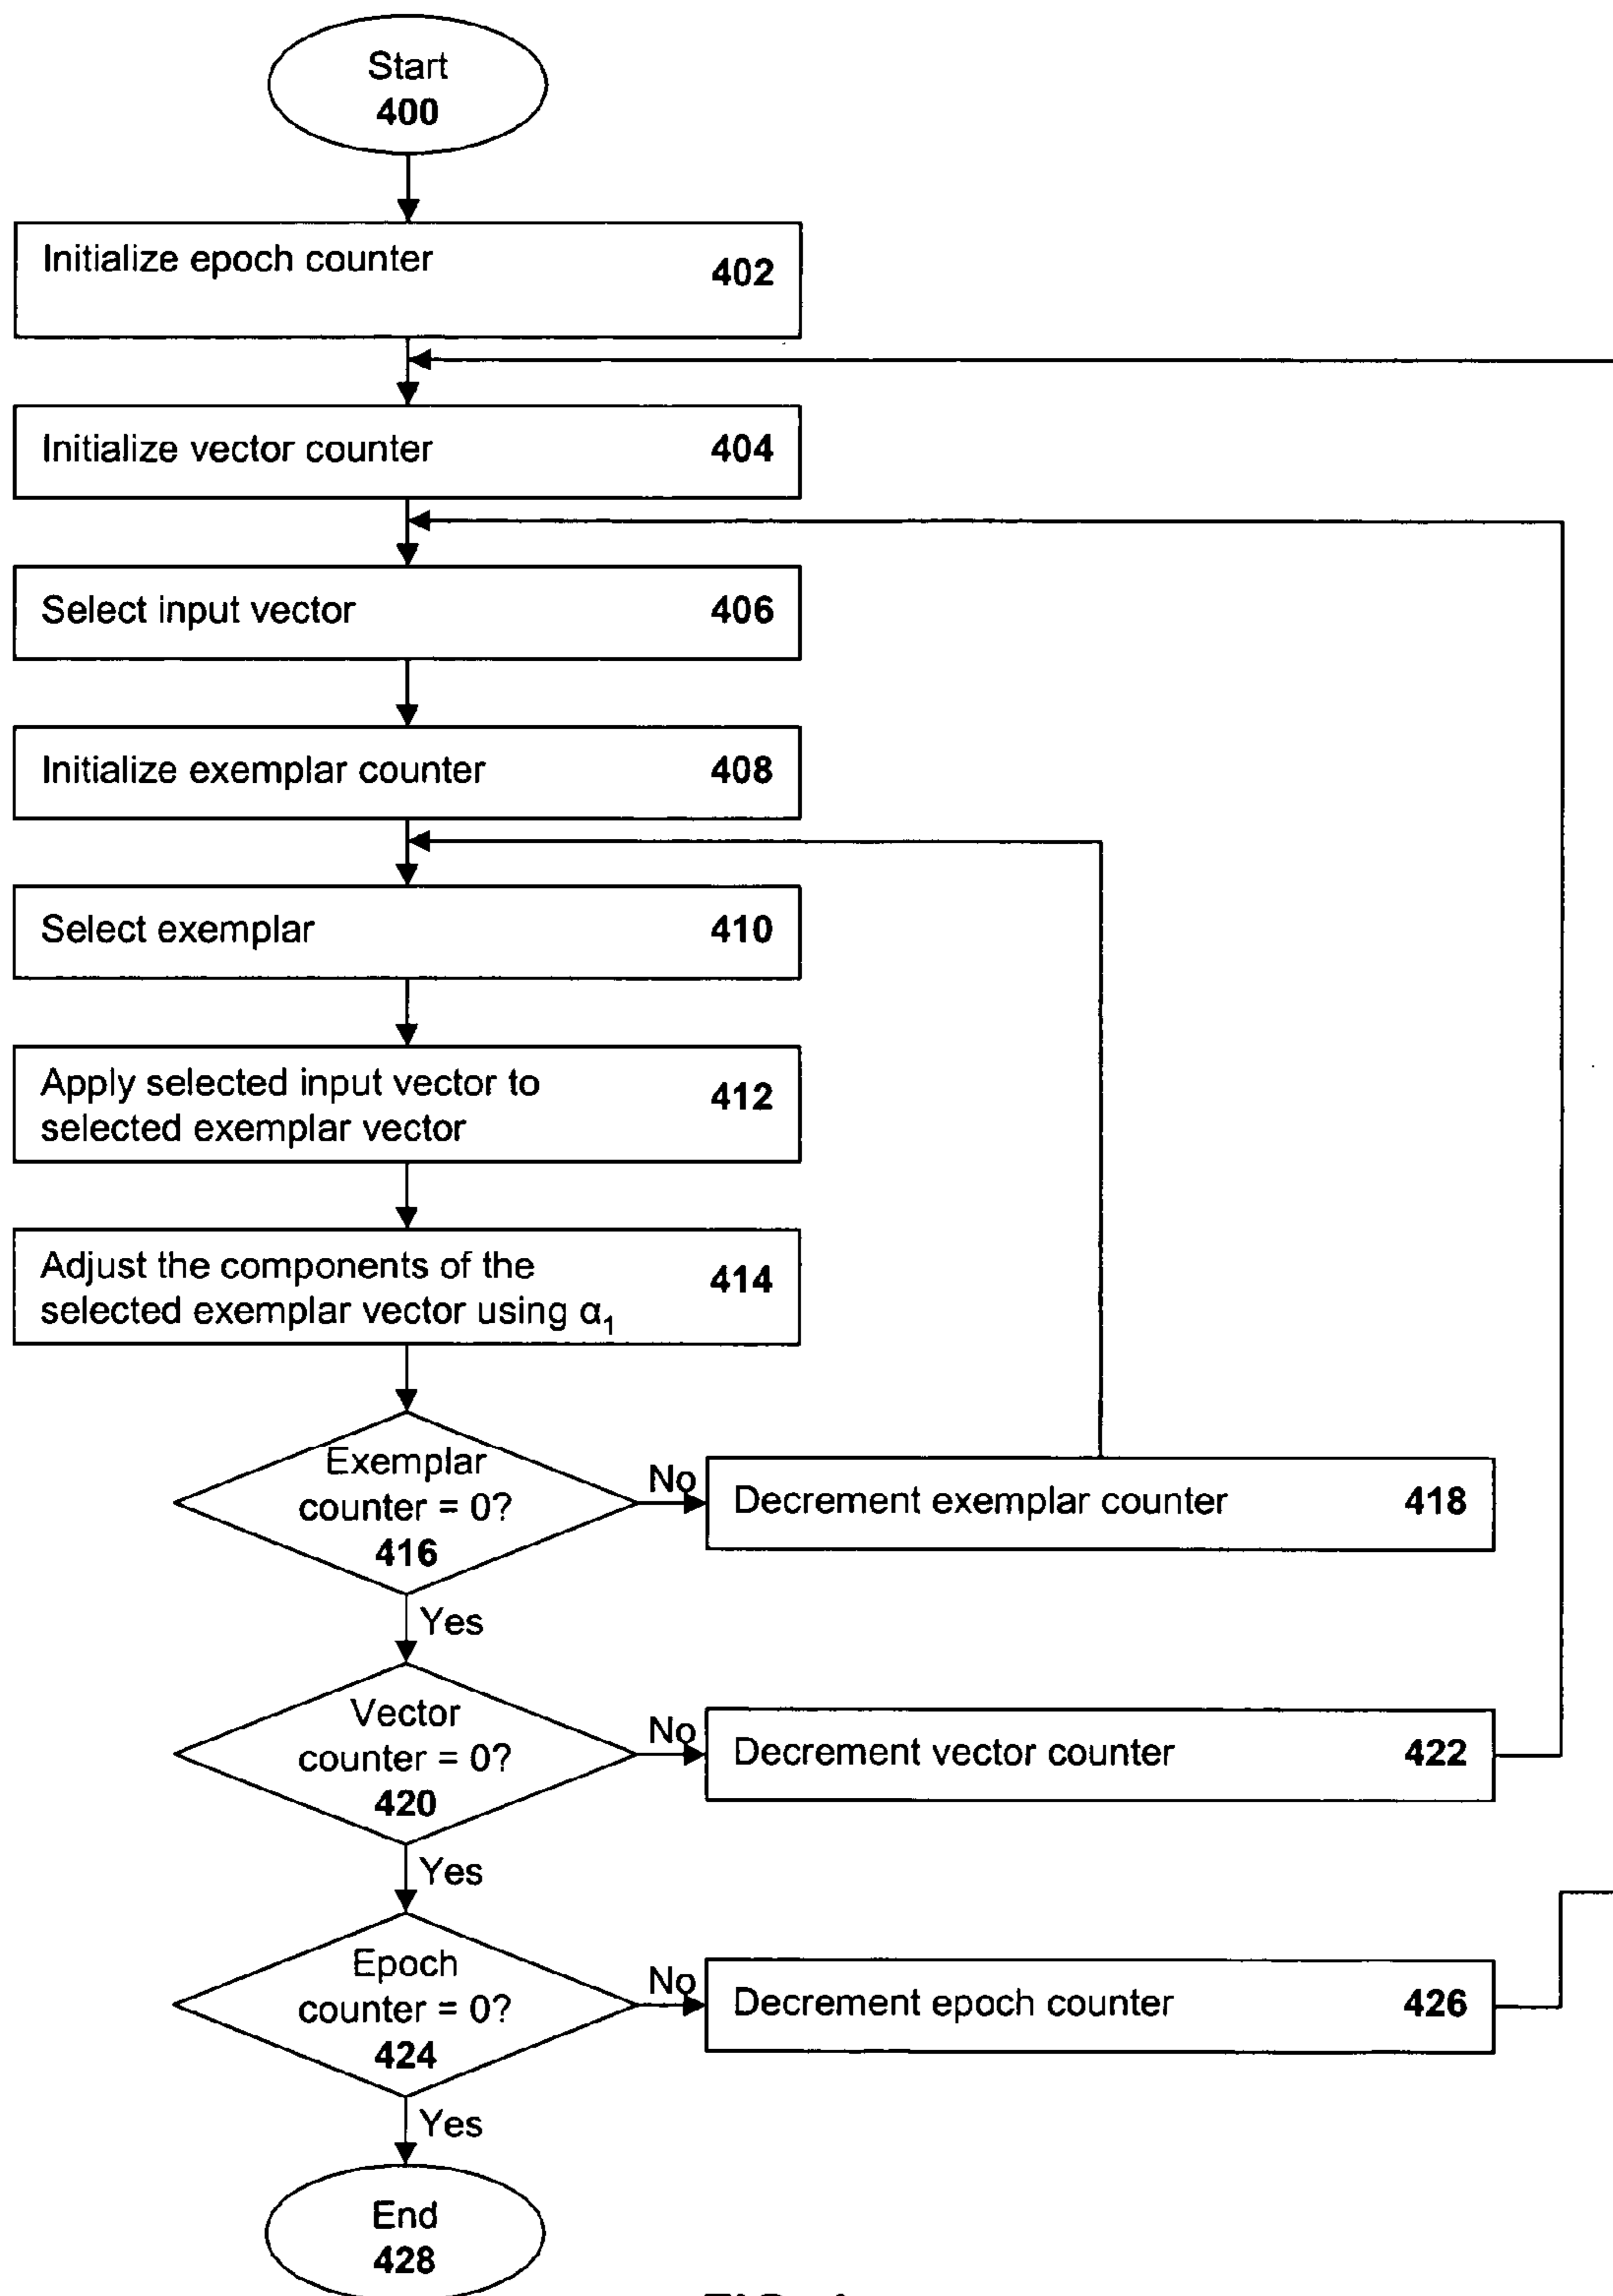 Start
400
Initialize epoch counter 402
Initialize vector counter 404
Select input vector 406
Initialize exemplar counter 408
Select exemplar 410
Apply selected input vector to
selected exemplar vector
412
Adjust the components of the
selected exemplar vector using α₁
414
Exemplar
counter = 0?
416
No
Decrement exemplar counter 418
Yes
Vector
counter = 0?
420
No
Decrement vector counter 422
Yes
Epoch
counter = 0?
424
No
Decrement epoch counter 426
Yes
End
428